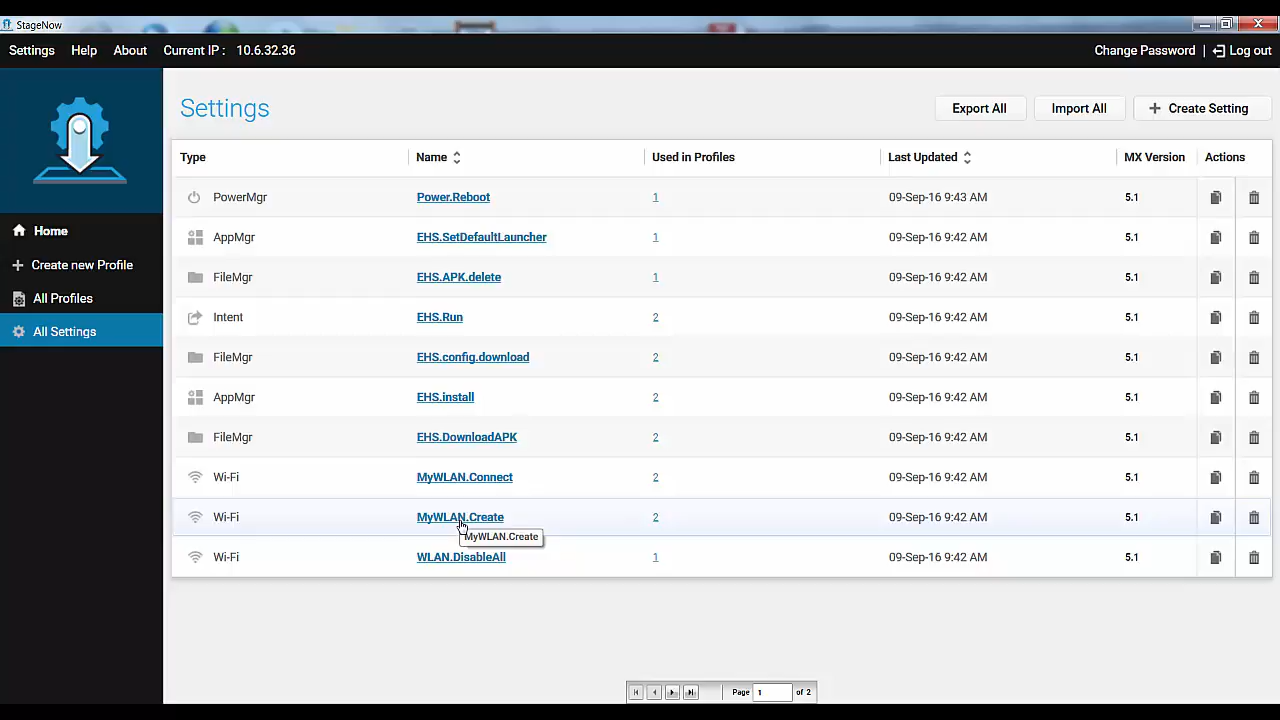 StageNow
Settings Help About Current IP : 10.6.32.36 Change Password | Log out
Settings Export All Import All + Create Setting
Type Name Used in Profiles Last Updated MX Version Actions
PowerMgr Power.Reboot 1 09-Sep-16 9:43 AM 5.1
AppMgr EHS.SetDefaultLauncher 1 09-Sep-16 9:42 AM 5.1
Home
FileMgr EHS.APK.delete 1 09-Sep-16 9:42 AM 5.1
+ Create new Profile
All Profiles
Intent EHS.Run 2 09-Sep-16 9:42 AM 5.1
All Settings
FileMgr EHS.config.download 2 09-Sep-16 9:42 AM 5.1
AppMgr EHS.install 2 09-Sep-16 9:42 AM 5.1
FileMgr EHS.DownloadAPK 2 09-Sep-16 9:42 AM 5.1
Wi-Fi MyWLAN.Connect 2 09-Sep-16 9:42 AM 5.1
Wi-Fi MyWLAN.Create 2 09-Sep-16 9:42 AM 5.1
MyWLAN.Create
Wi-Fi WLAN.DisableAll 1 09-Sep-16 9:42 AM 5.1
Page 1 of 2